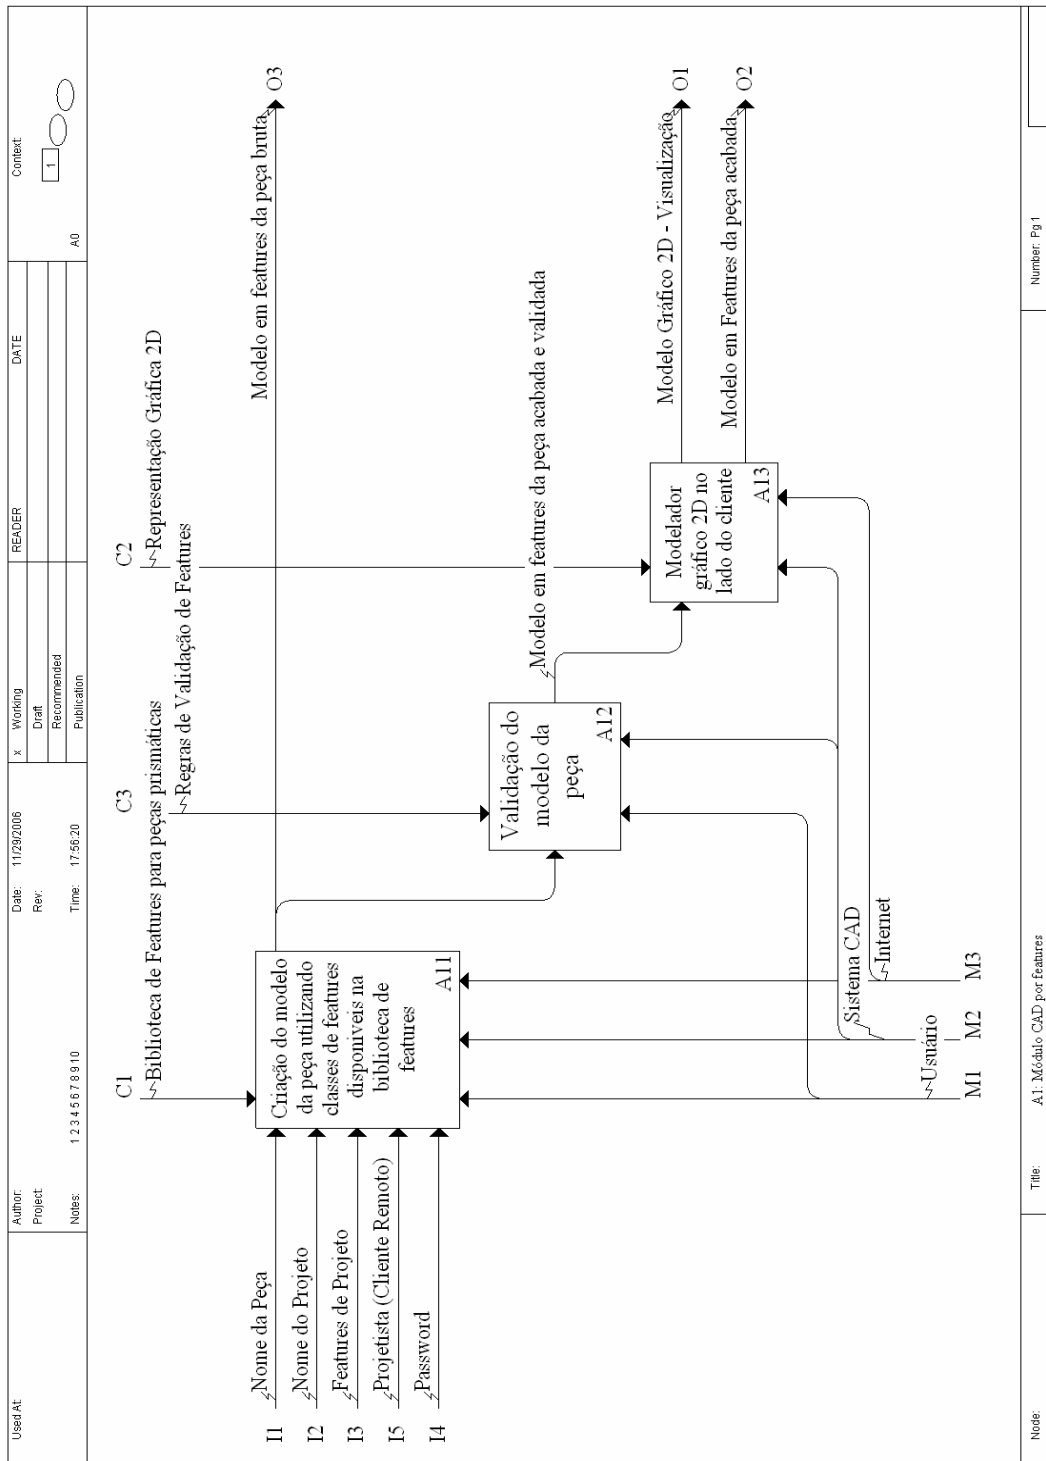 Used At:
Author:
Project:
Notes: 1 2 3 4 5 6 7 8 9 10
Date: 11/29/2006
Rev:
Time: 17:56:20
x Working
Draft
Recommended
Publication
READER
DATE
Context:
1
A0
C1
Biblioteca de Features para peças prismáticas
C3
Regras de Validação de Features
C2
Representação Gráfica 2D
I1
Nome da Peça
I2
Nome do Projeto
I3
Features de Projeto
I5
Projetista (Cliente Remoto)
I4
Password
Criação do modelo
da peça utilizando
classes de features
disponíveis na
biblioteca de
features
A11
Modelo em features da peça bruta
O3
Validação do
modelo da
peça
A12
Modelo em features da peça acabada e validada
Modelador
gráfico 2D no
lado do cliente
A13
Modelo Gráfico 2D - Visualização
O1
Modelo em Features da peça acabada
O2
Usuário
M1
Sistema CAD
M2
Internet
M3
Node:
Title:
A1: Módulo CAD por features
Number: Pg 1